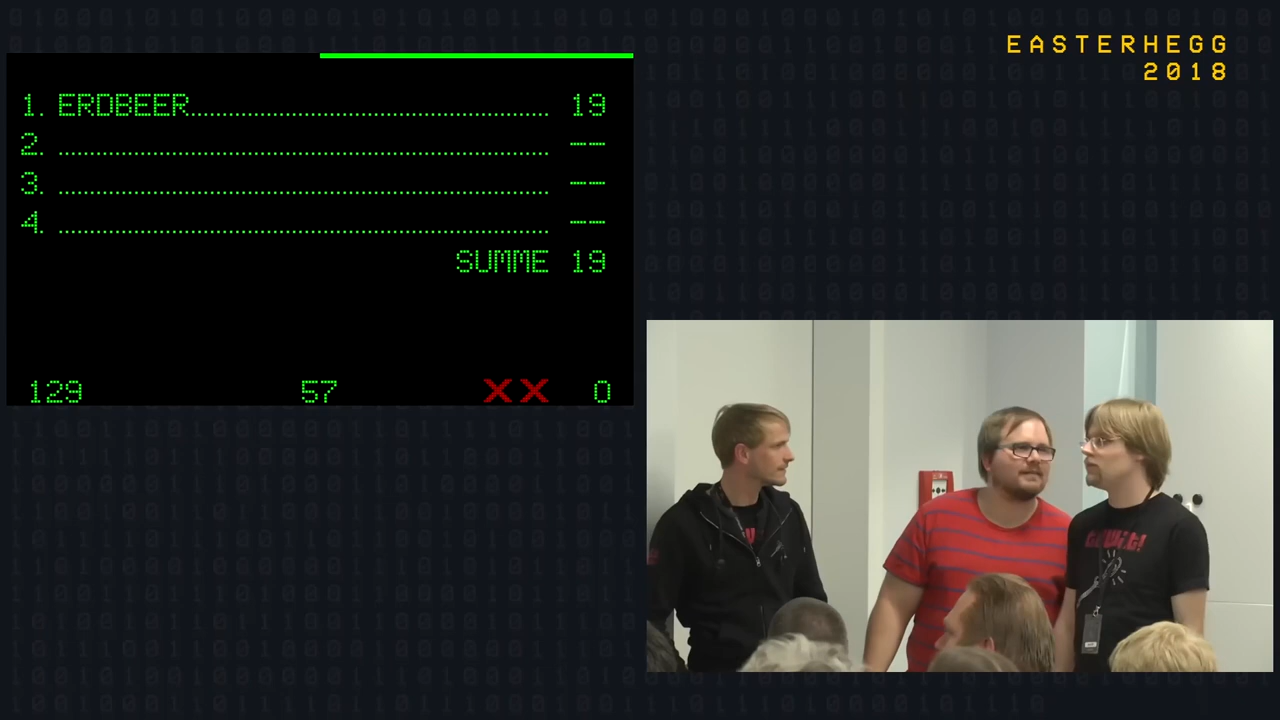 EASTERHEGG
2018
1. ERDBEER.......................................................... 19
2. .......................................................................... --
3. .......................................................................... --
4. .......................................................................... --
SUMME 19
129 57 XX 0